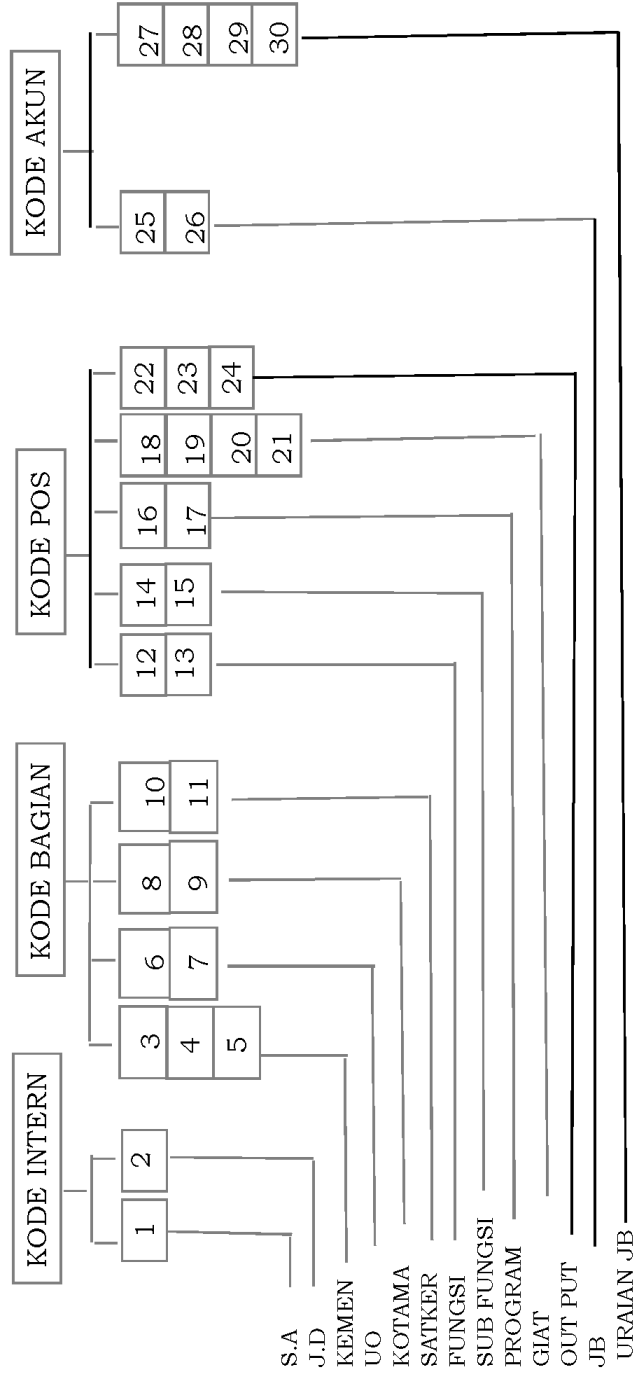 KODE INTERN
KODE BAGIAN
KODE POS
KODE AKUN
1
2
3
4
5
6
7
8
9
10
11
12
13
14
15
16
17
18
19
20
21
22
23
24
25
26
27
28
29
30
S.A
J.D
KEMEN
UO
KOTAMA
SATKER
FUNGSI
SUB FUNGSI
PROGRAM
GIAT
OUT PUT
JB
URAIAN JB